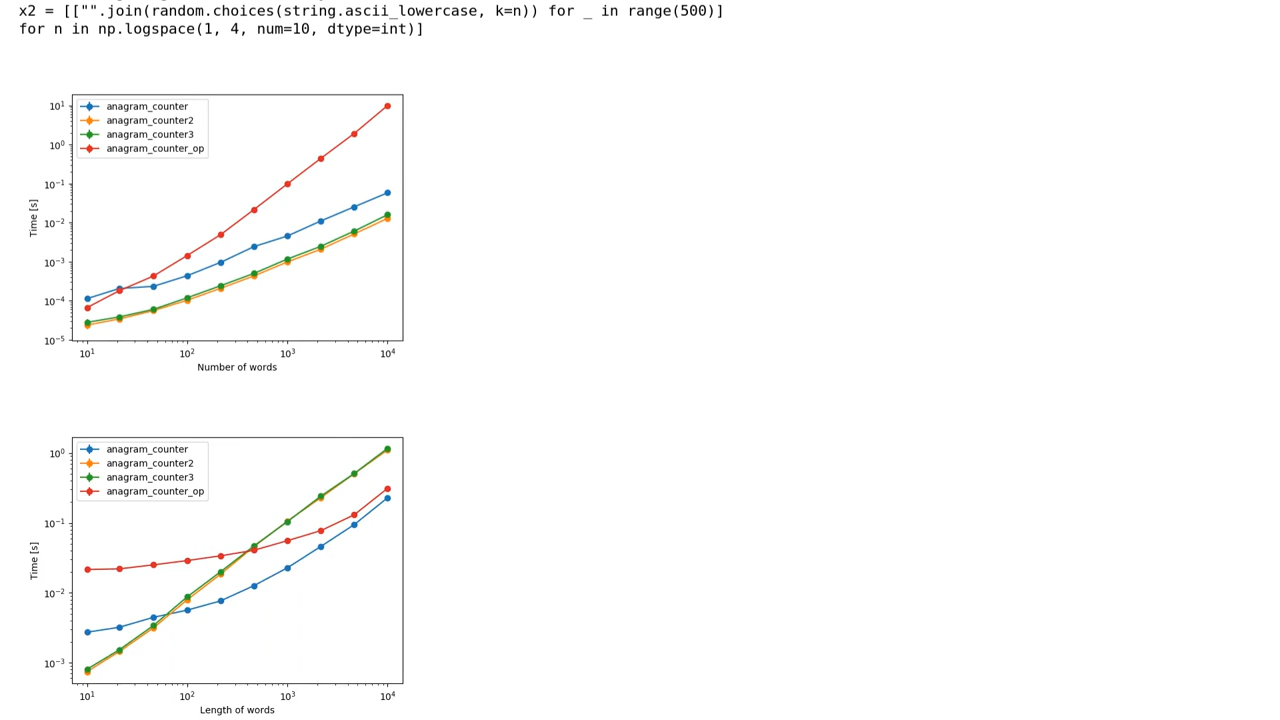 x2 = [["".join(random.choices(string.ascii_lowercase, k=n)) for _ in range(500)]
for n in np.logspace(1, 4, num=10, dtype=int)]
anagram_counter
anagram_counter2
anagram_counter3
anagram_counter_op
10¹
10⁰
10⁻¹
10⁻²
10⁻³
10⁻⁴
10⁻⁵
Time [s]
10¹ 10² 10³ 10⁴
Number of words
anagram_counter
anagram_counter2
anagram_counter3
anagram_counter_op
10⁰
10⁻¹
10⁻²
10⁻³
Time [s]
10¹ 10² 10³ 10⁴
Length of words